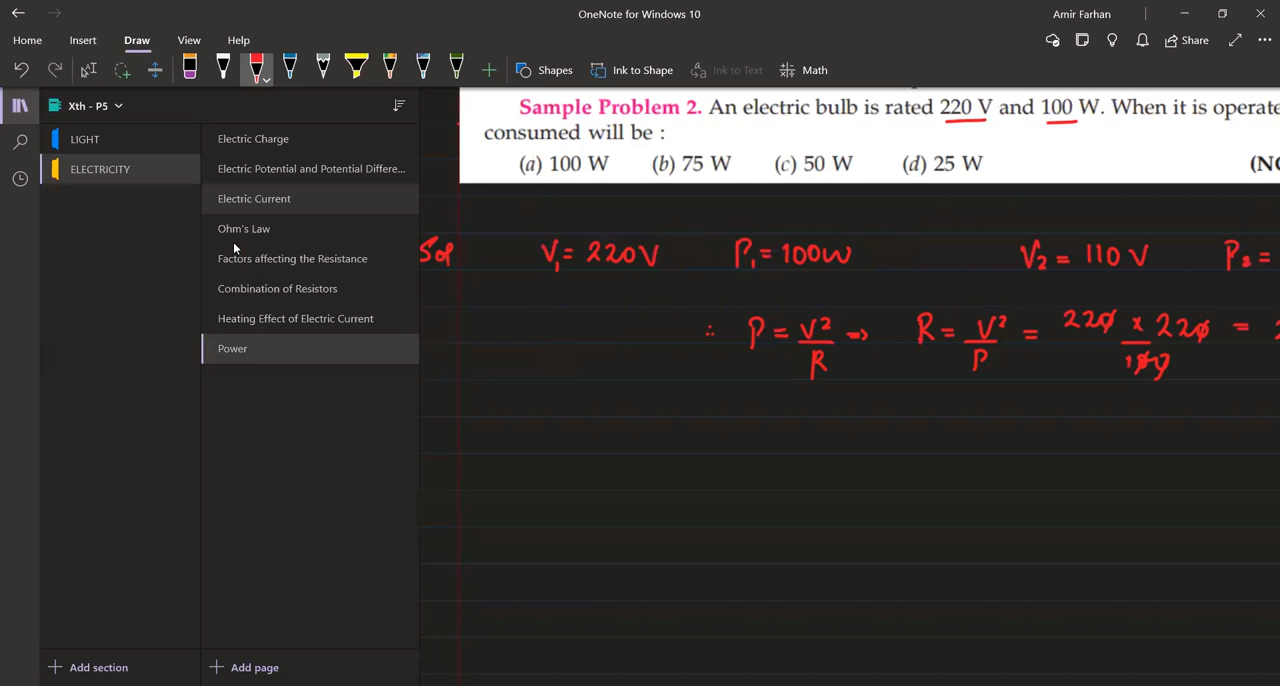 OneNote for Windows 10
Amir Farhan
Home Insert Draw View Help
Share
Shapes Ink to Shape Ink to Text Math
Xth - P5
LIGHT
ELECTRICITY
Electric Charge
Electric Potential and Potential Differe...
Electric Current
Ohm's Law
Factors affecting the Resistance
Combination of Resistors
Heating Effect of Electric Current
Power
Add section
Add page
Sample Problem 2. An electric bulb is rated 220 V and 100 W. When it is operate
consumed will be :
(a) 100 W (b) 75 W (c) 50 W (d) 25 W (NC
Sol V₁ = 220V P₁ = 100W V₂ = 110 V P₂ =
∴ P = V²/R ⇒ R = V²/P = 220 x 220/100 =